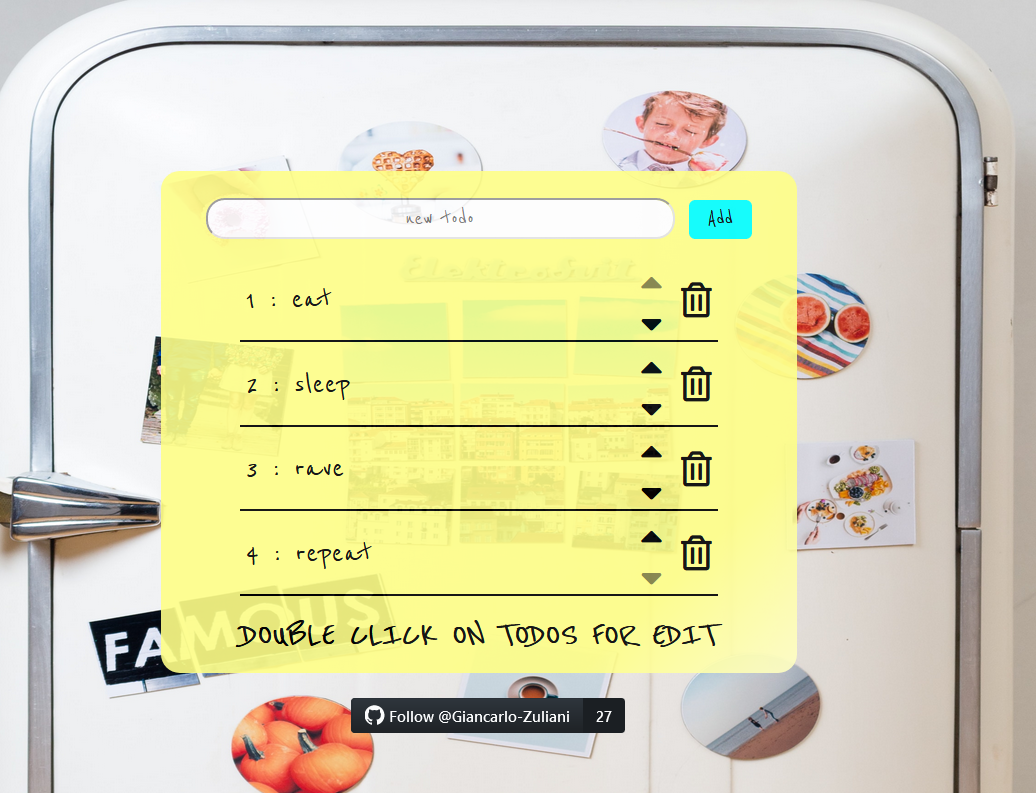 new todo
Add
ElektroSuit
1 : eat
2 : sleep
3 : rave
4 : repeat
FAMOUS
DOUBLE CLICK ON TODOS FOR EDIT
Follow @Giancarlo-Zuliani 27